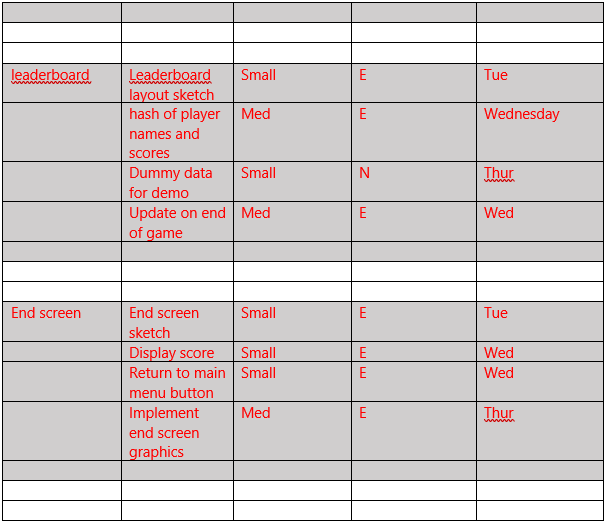 leaderboard Leaderboard Small E Tue
layout sketch
hash of player Med E Wednesday
names and
scores
Dummy data Small N Thur
for demo
Update on end Med E Wed
of game
End screen End screen Small E Tue
sketch
Display score Small E Wed
Return to main Small E Wed
menu button
Implement Med E Thur
end screen
graphics